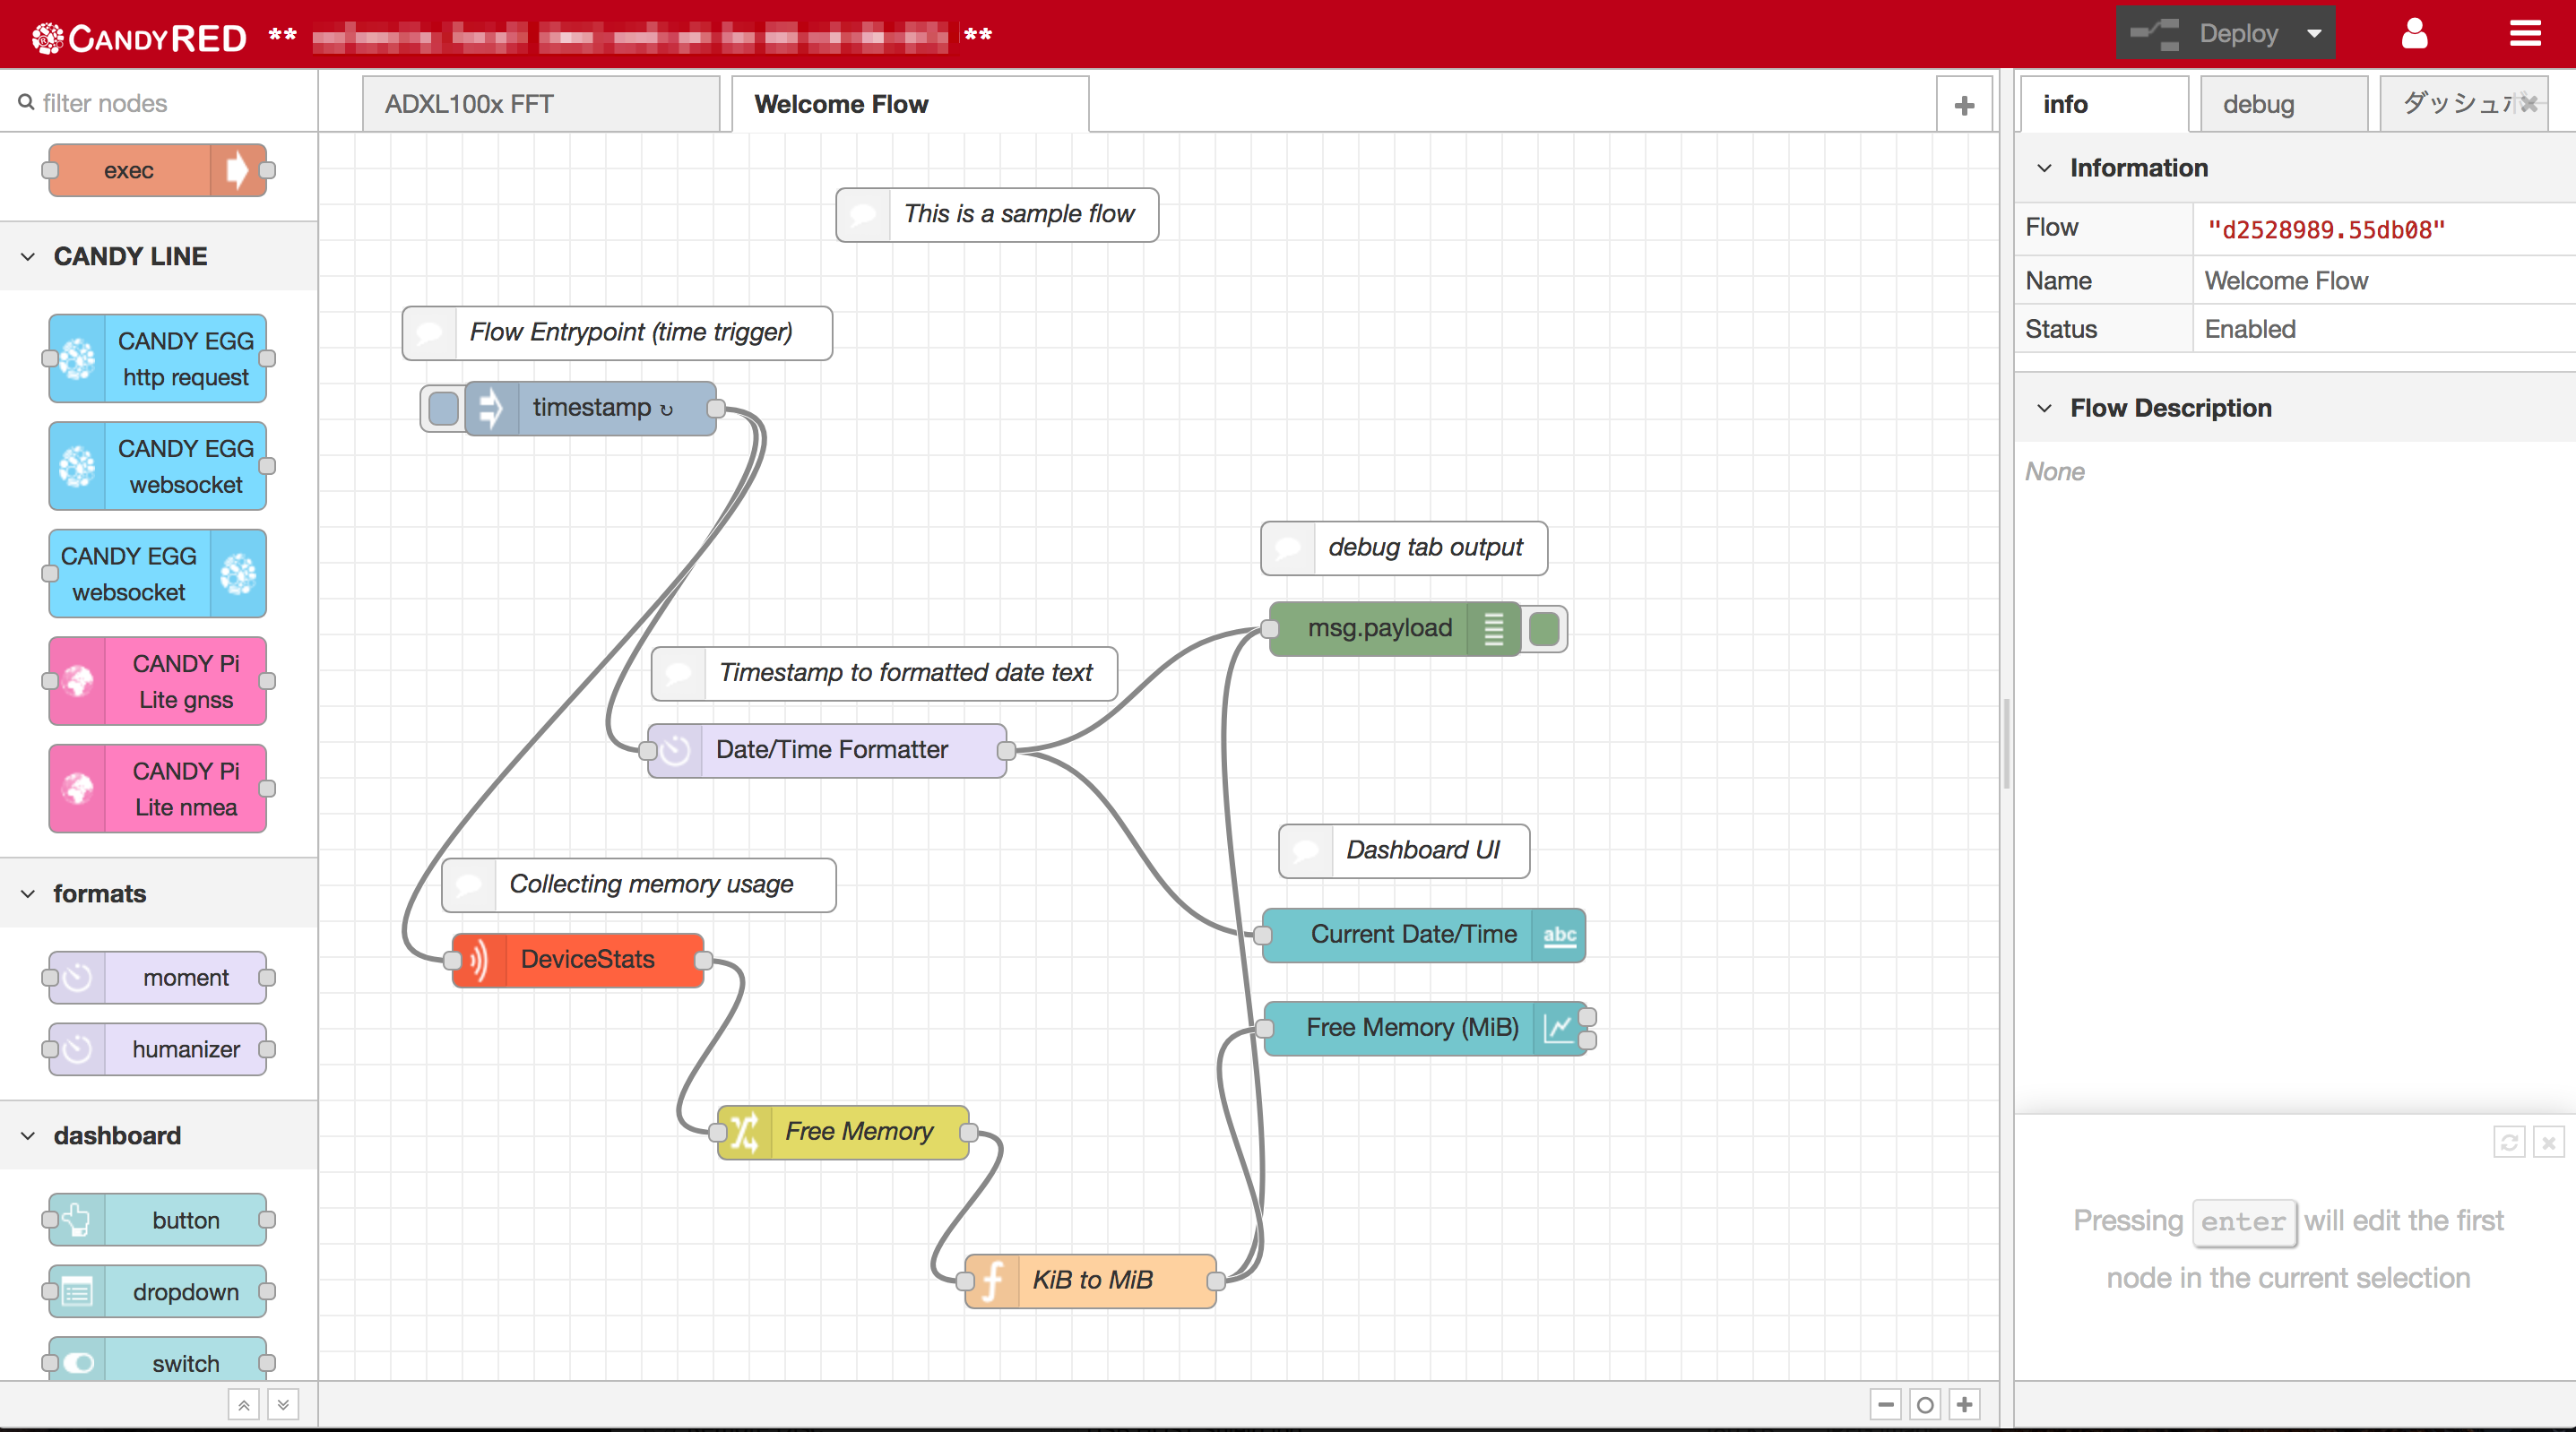 CANDY RED ** **
Deploy
filter nodes
exec
CANDY LINE
CANDY EGG
http request
CANDY EGG
websocket
CANDY EGG
websocket
CANDY Pi
Lite gnss
CANDY Pi
Lite nmea
formats
moment
humanizer
dashboard
button
dropdown
switch
ADXL100x FFT
Welcome Flow
This is a sample flow
Flow Entrypoint (time trigger)
timestamp ↻
debug tab output
msg.payload
Timestamp to formatted date text
Date/Time Formatter
Dashboard UI
Collecting memory usage
Current Date/Time
abc
DeviceStats
Free Memory (MiB)
Free Memory
KiB to MiB
info
debug
ダッシュ
Information
Flow "d2528989.55db08"
Name Welcome Flow
Status Enabled
Flow Description
None
Pressing enter will edit the first
node in the current selection